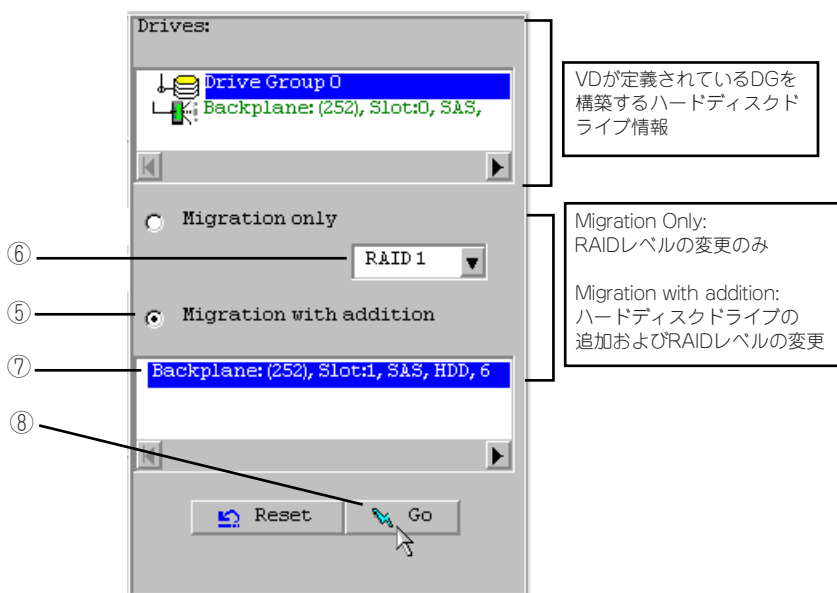 Drives:
Drive Group 0
Backplane: (252), Slot:0, SAS,
VDが定義されているDGを
構築するハードディスクド
ライブ情報
Migration only
⑥
RAID 1
⑤
Migration with addition
Migration Only:
RAIDレベルの変更のみ
Migration with addition:
ハードディスクドライブの
追加およびRAIDレベルの変更
⑦
Backplane: (252), Slot:1, SAS, HDD, 6
⑧
Reset
Go